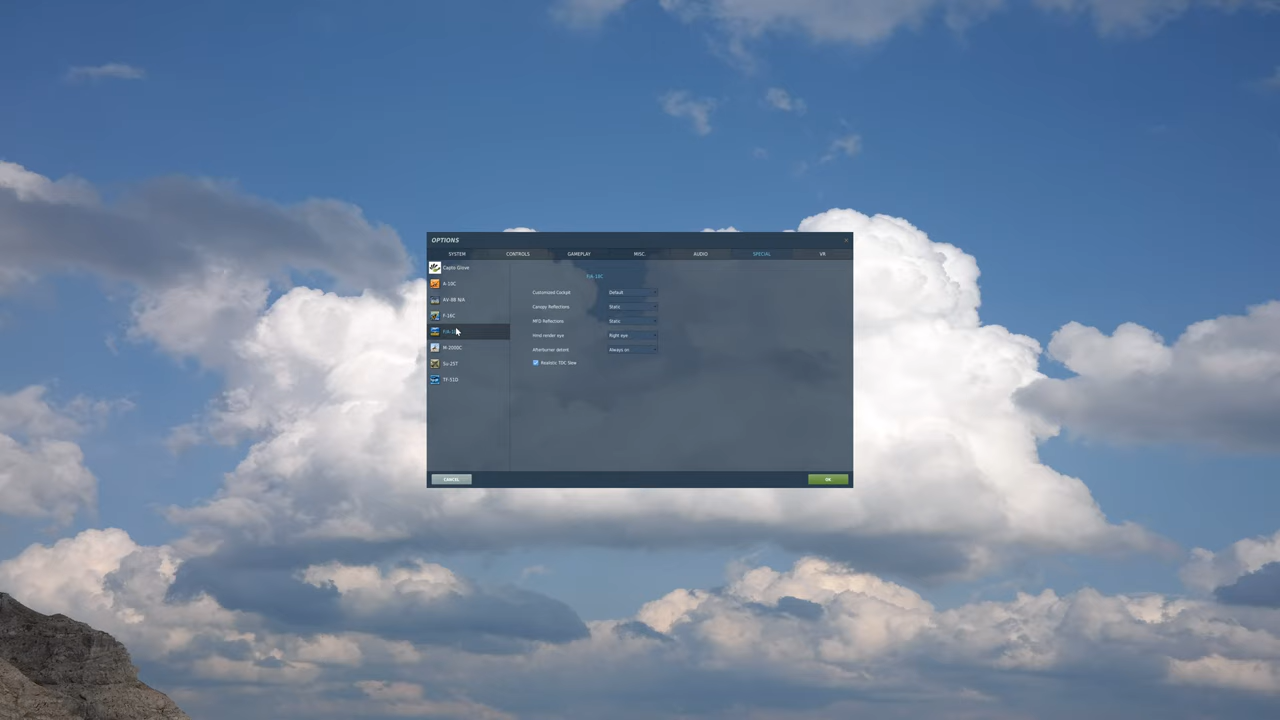 OPTIONS
SYSTEM CONTROLS GAMEPLAY MISC. AUDIO SPECIAL VR
Capto Glove
A-10C
AV-8B N/A
F-16C
M-2000C
Su-25T
TF-51D
F/A-18C
Customized Cockpit Default
Canopy Reflections Static
MFD Reflections Static
Hmd render eye Right eye
Afterburner detent Always on
Realistic TDC Slew
CANCEL
OK